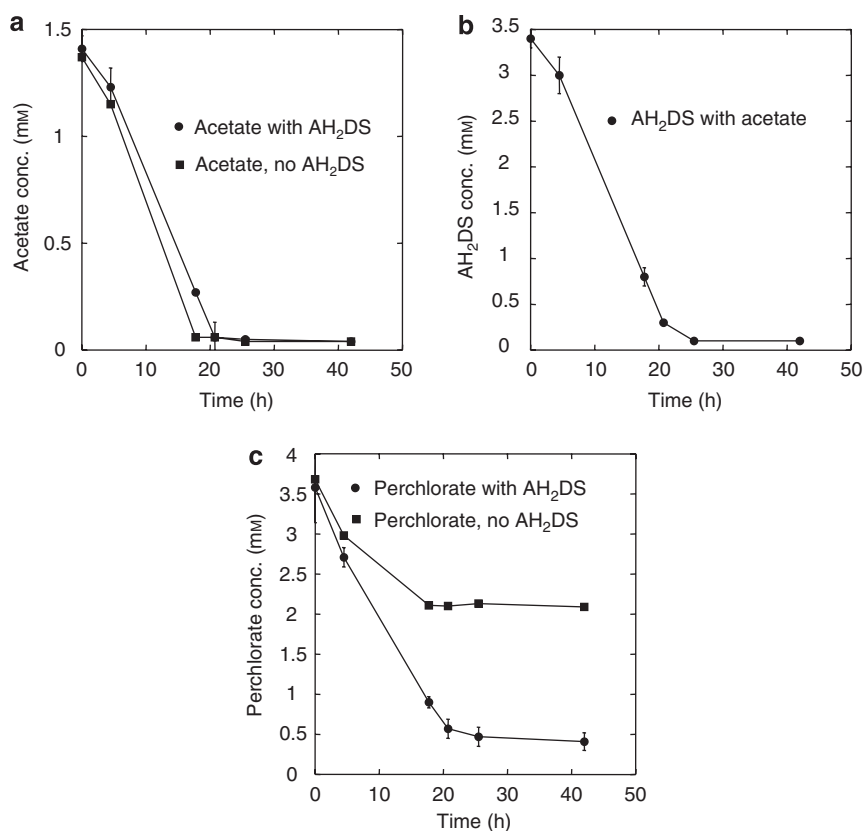 a
1.5
1
0.5
0
Acetate conc. (mM)
Acetate with AH₂DS
Acetate, no AH₂DS
0 10 20 30 40 50
Time (h)
b
3.5
3
2.5
2
1.5
1
0.5
0
AH₂DS conc. (mM)
AH₂DS with acetate
0 10 20 30 40 50
Time (h)
c
4
3.5
3
2.5
2
1.5
1
0.5
0
Perchlorate conc. (mM)
Perchlorate with AH₂DS
Perchlorate, no AH₂DS
0 10 20 30 40 50
Time (h)